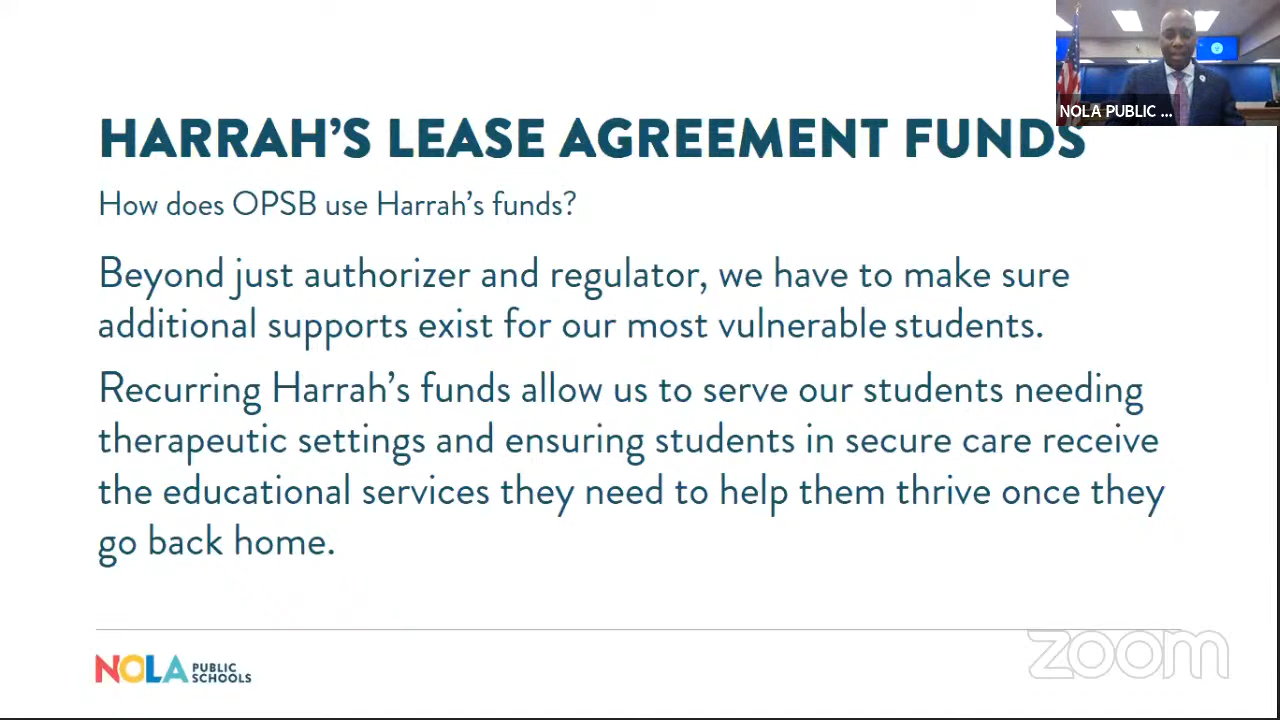 NOLA PUBLIC ...
HARRAH'S LEASE AGREEMENT FUNDS
How does OPSB use Harrah's funds?
Beyond just authorizer and regulator, we have to make sure
additional supports exist for our most vulnerable students.
Recurring Harrah's funds allow us to serve our students needing
therapeutic settings and ensuring students in secure care receive
the educational services they need to help them thrive once they
go back home.
NOLA PUBLIC
SCHOOLS
zoom